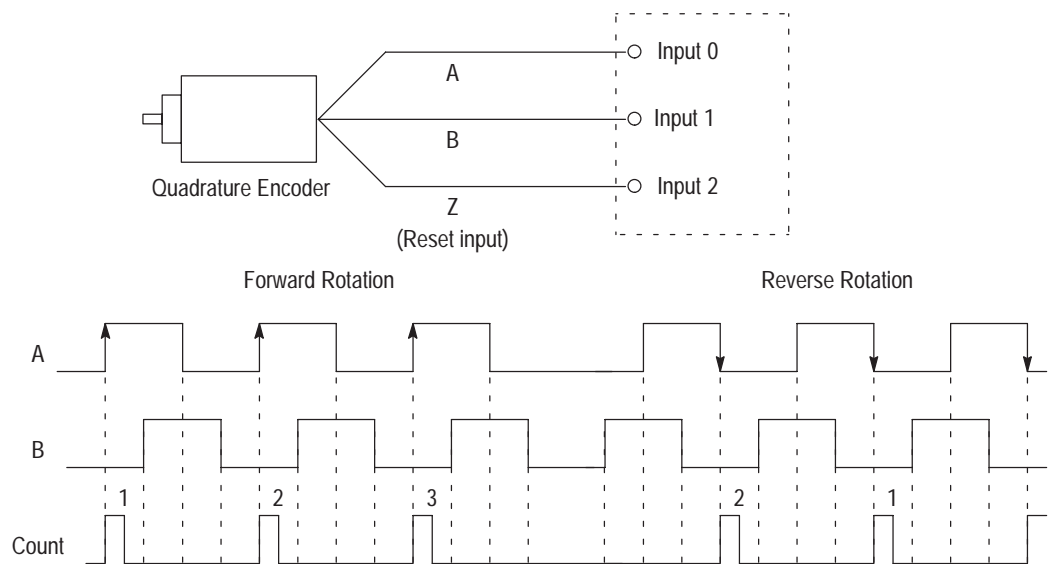 Input 0
A
Input 1
B
Quadrature Encoder
Input 2
Z
(Reset input)
Forward Rotation
Reverse Rotation
A
B
1
2
3
2
1
Count